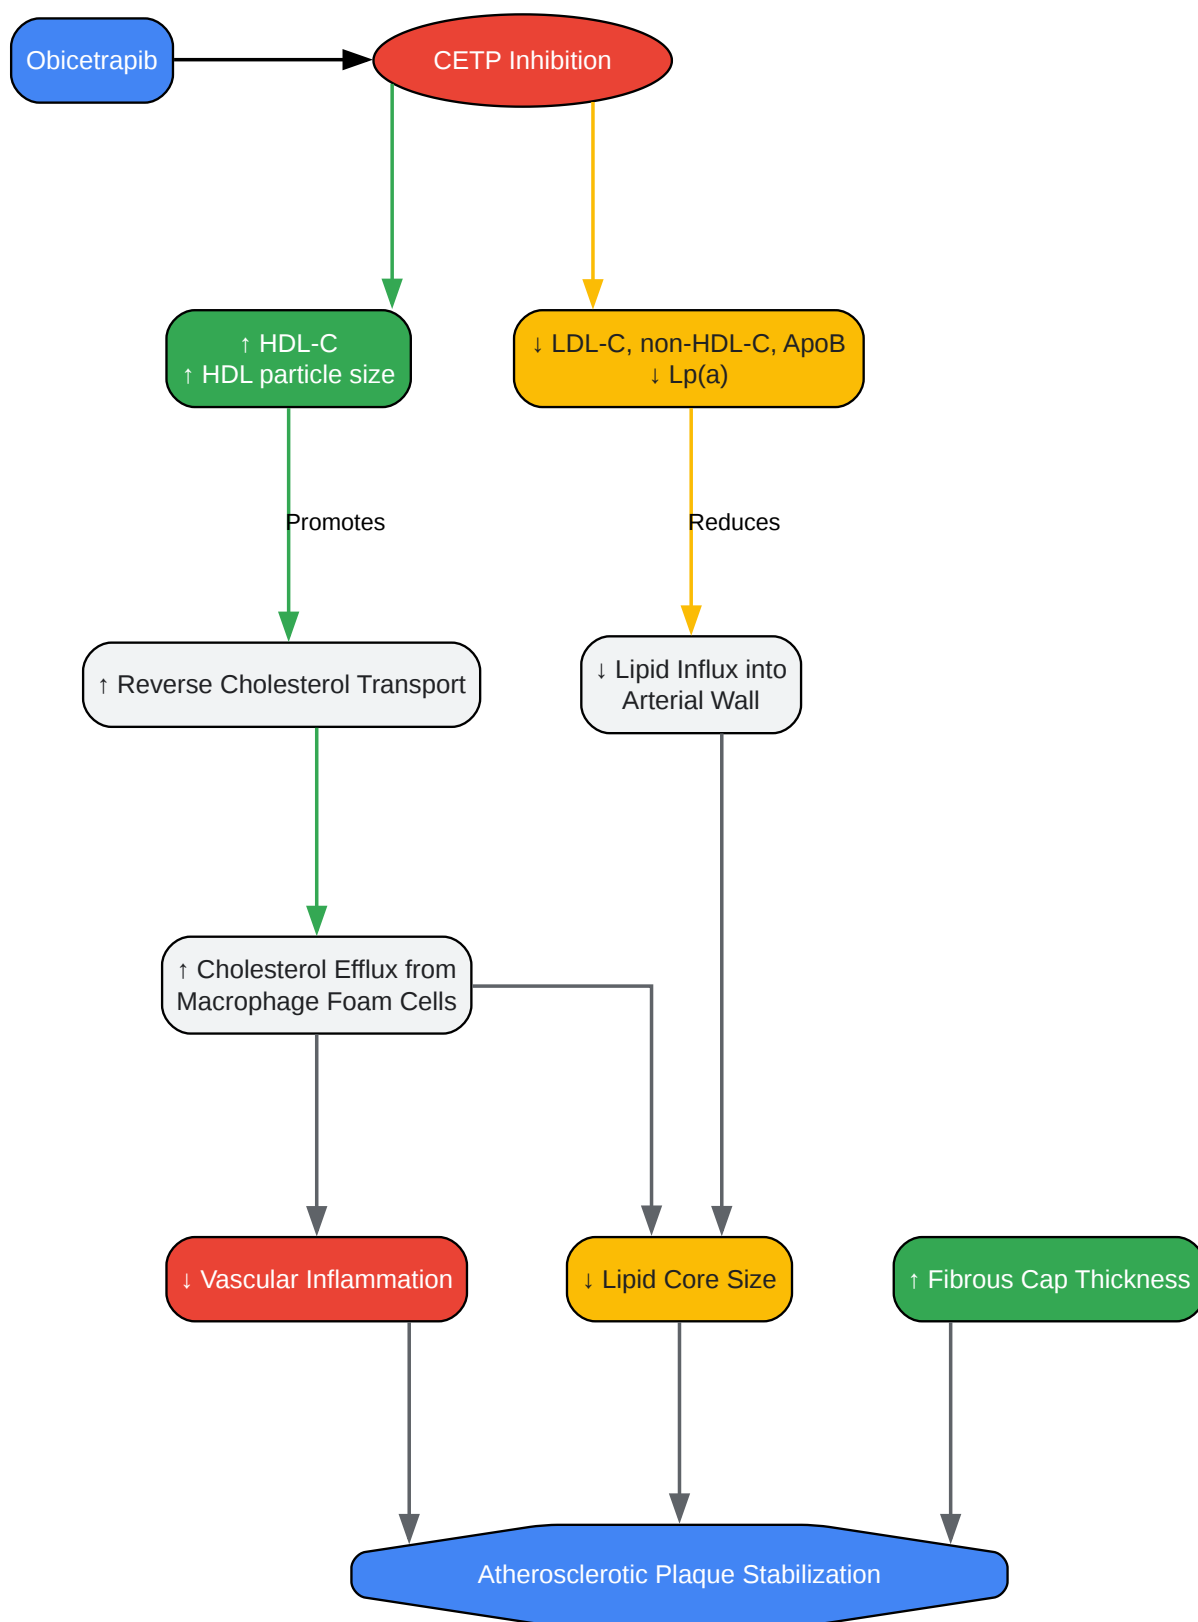 Obicetrapib
CETP Inhibition
↑ HDL-C
↑ HDL particle size
↓ LDL-C, non-HDL-C, ApoB
↓ Lp(a)
Promotes
Reduces
↑ Reverse Cholesterol Transport
↓ Lipid Influx into
Arterial Wall
↑ Cholesterol Efflux from
Macrophage Foam Cells
↓ Vascular Inflammation
↓ Lipid Core Size
↑ Fibrous Cap Thickness
Atherosclerotic Plaque Stabilization